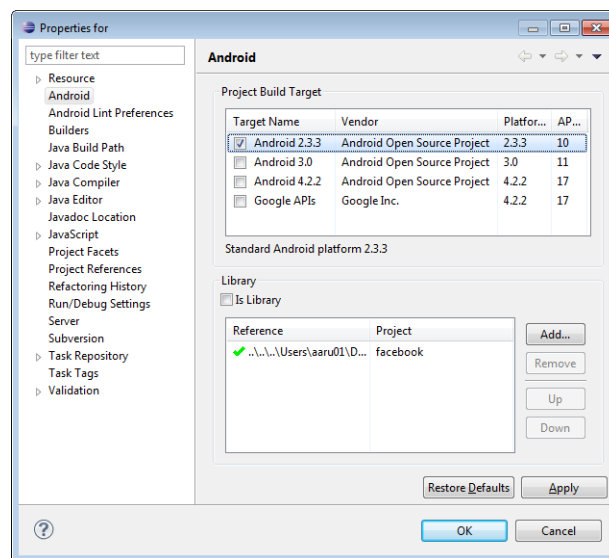 Properties for
type filter text
Resource
Android
Android Lint Preferences
Builders
Java Build Path
Java Code Style
Java Compiler
Java Editor
Javadoc Location
JavaScript
Project Facets
Project References
Refactoring History
Run/Debug Settings
Server
Subversion
Task Repository
Task Tags
Validation
Android
Project Build Target
Target Name Vendor Platfor... AP...
Android 2.3.3 Android Open Source Project 2.3.3 10
Android 3.0 Android Open Source Project 3.0 11
Android 4.2.2 Android Open Source Project 4.2.2 17
Google APIs Google Inc. 4.2.2 17
Standard Android platform 2.3.3
Library
Is Library
Reference Project
..\..\..\Users\aaru01\D... facebook
Add...
Remove
Up
Down
Restore Defaults Apply
? OK Cancel